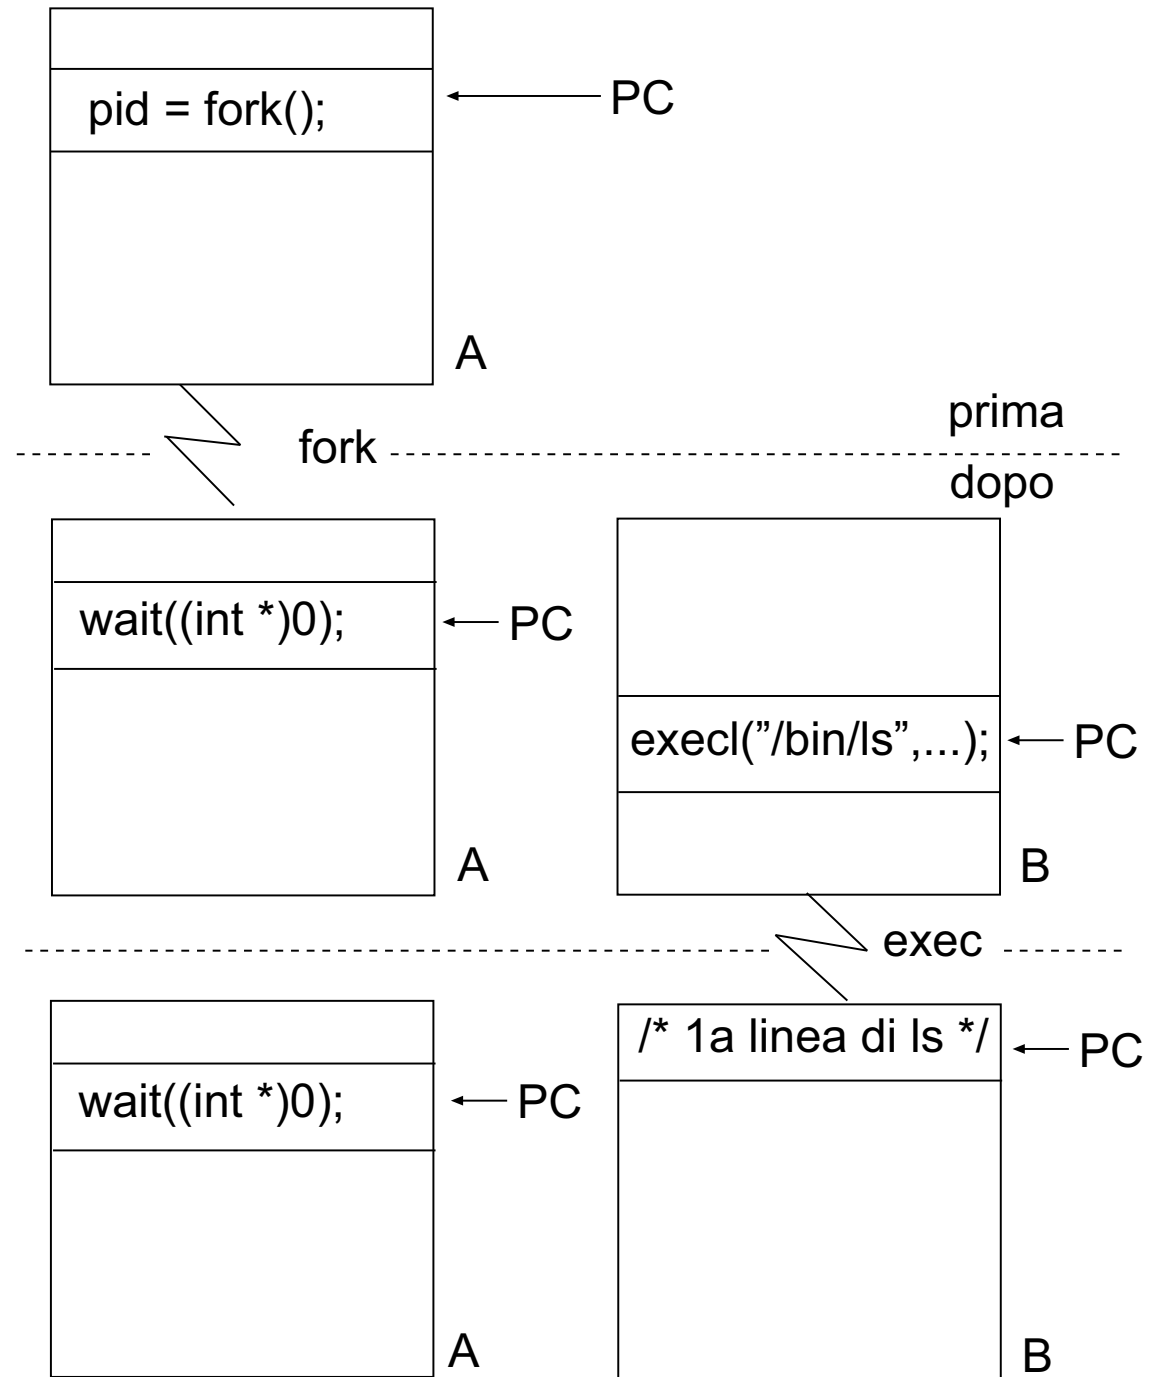 pid = fork();
PC
A
prima
fork
dopo
wait((int *)0);
PC
A
execl(”/bin/ls”,...);
PC
B
exec
wait((int *)0);
PC
A
/* 1a linea di ls */
PC
B